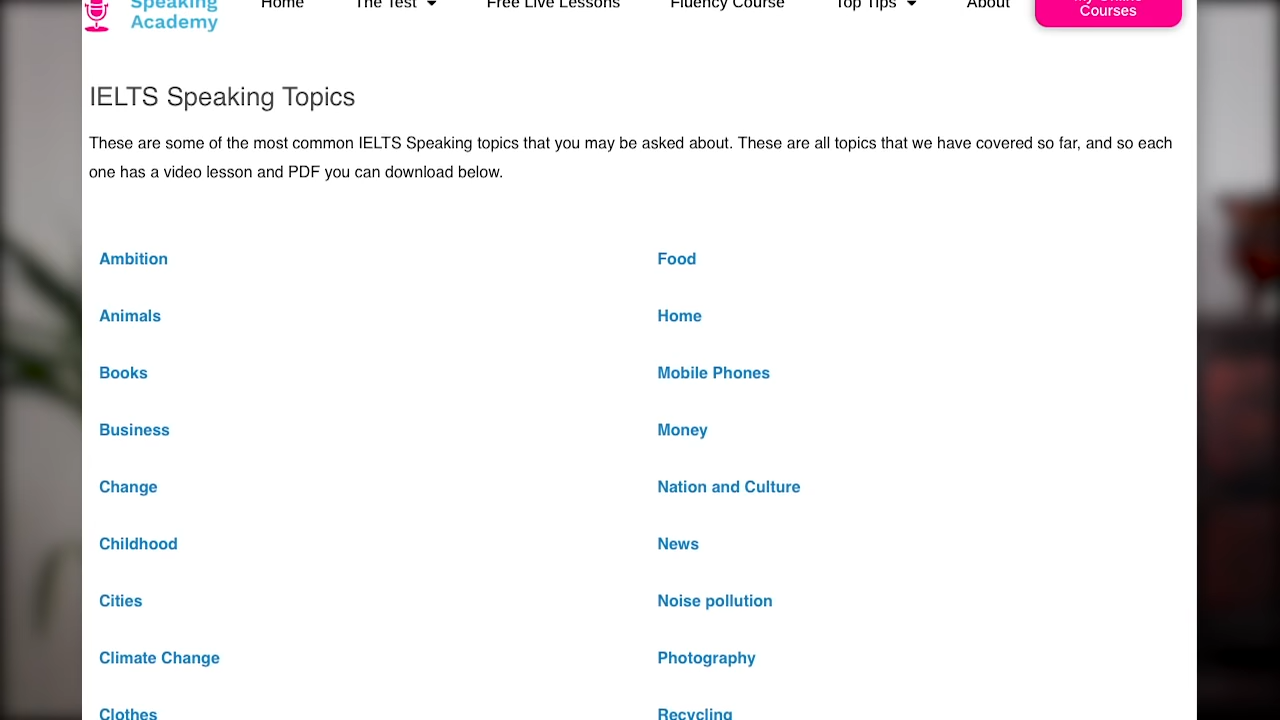 Speaking
Academy
Home
The Test
Free Live Lessons
Fluency Course
Top Tips
About
My Online
Courses
IELTS Speaking Topics
These are some of the most common IELTS Speaking topics that you may be asked about. These are all topics that we have covered so far, and so each
one has a video lesson and PDF you can download below.
Ambition
Animals
Books
Business
Change
Childhood
Cities
Climate Change
Clothes
Food
Home
Mobile Phones
Money
Nation and Culture
News
Noise pollution
Photography
Recycling